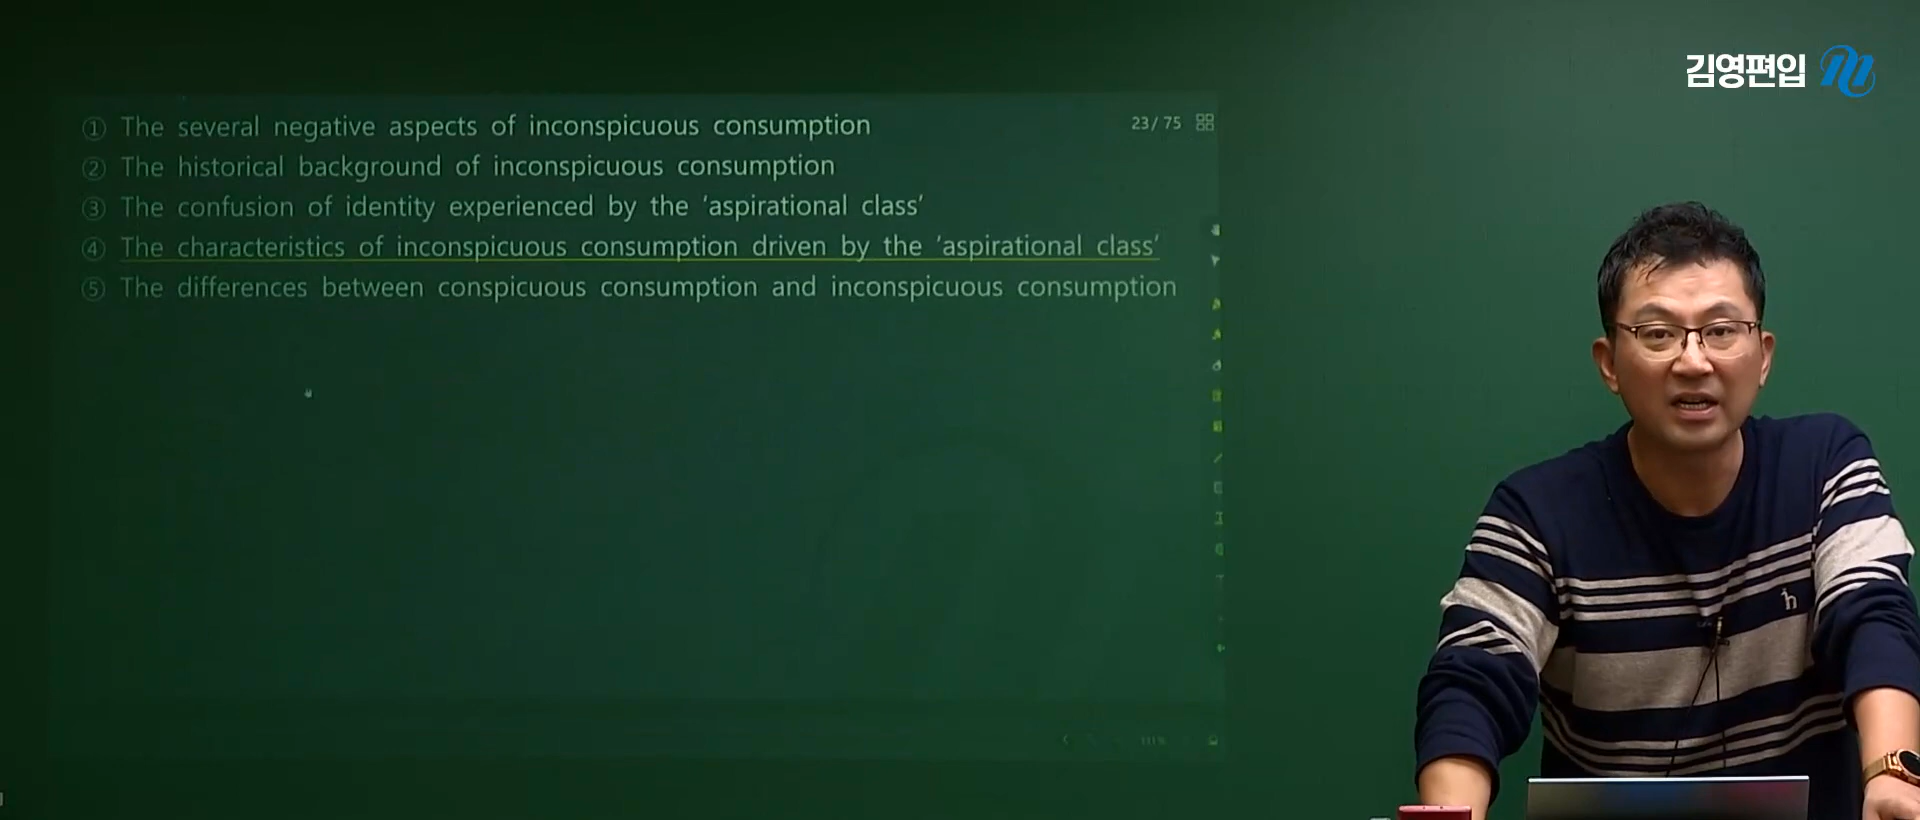 김영편입
① The several negative aspects of inconspicuous consumption
23/ 75
② The historical background of inconspicuous consumption
③ The confusion of identity experienced by the ‘aspirational class’
④ The characteristics of inconspicuous consumption driven by the ‘aspirational class’
⑤ The differences between conspicuous consumption and inconspicuous consumption
h